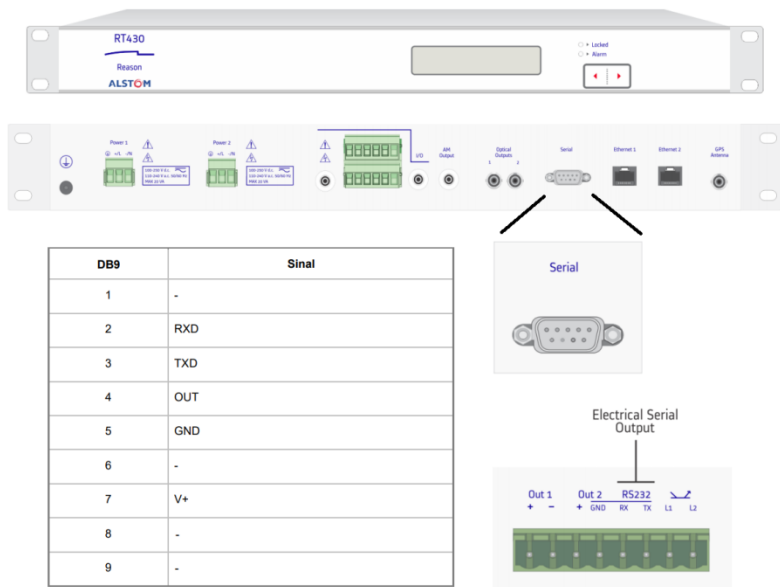 RT430
Reason
ALSTOM
Locked
Alarm
Power 1
+/L -/N
Power 2
+/L -/N
I/O
AM
Output
Optical
Outputs
1 2
Serial
Ethernet 1
Ethernet 2
GPS
Antenna
DB9 Sinal
1 -
2 RXD
3 TXD
4 OUT
5 GND
6 -
7 V+
8 -
9 -
Serial
Electrical Serial
Output
Out 1 Out 2 RS232
+ - + GND RX TX L1 L2